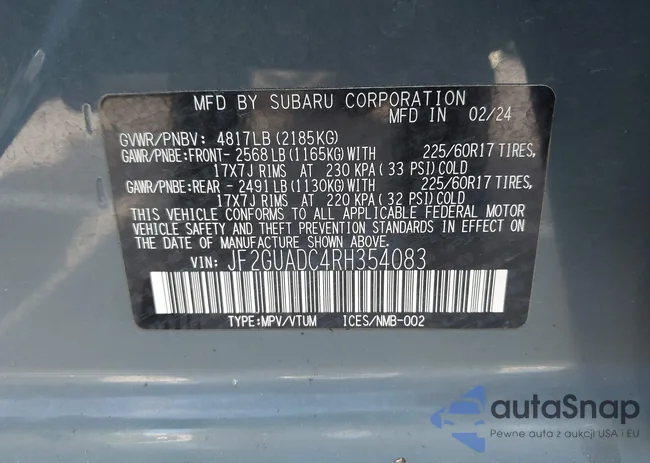 MFD BY SUBARU CORPORATION
MFD IN 02/24
GVWR/PNBV: 4817LB (2185KG)
GAWR/PNBE:FRONT- 2568 LB (1165KG) WITH 225/60R17 TIRES,
17X7J RIMS AT 230 KPA (33 PSI) COLD
GAWR/PNBE:REAR - 2491 LB (1130KG) WITH 225/60R17 TIRES,
17X7J RIMS AT 220 KPA (32 PSI) COLD
THIS VEHICLE CONFORMS TO ALL APPLICABLE FEDERAL MOTOR
VEHICLE SAFETY AND THEFT PREVENTION STANDARDS IN EFFECT ON
THE DATE OF MANUFACTURE SHOWN ABOVE.
VIN: JF2GUADC4RH354083
TYPE:MPV/VTUM ICES/NMB-002
autaSnap
Pewne auta z aukcji USA i EU